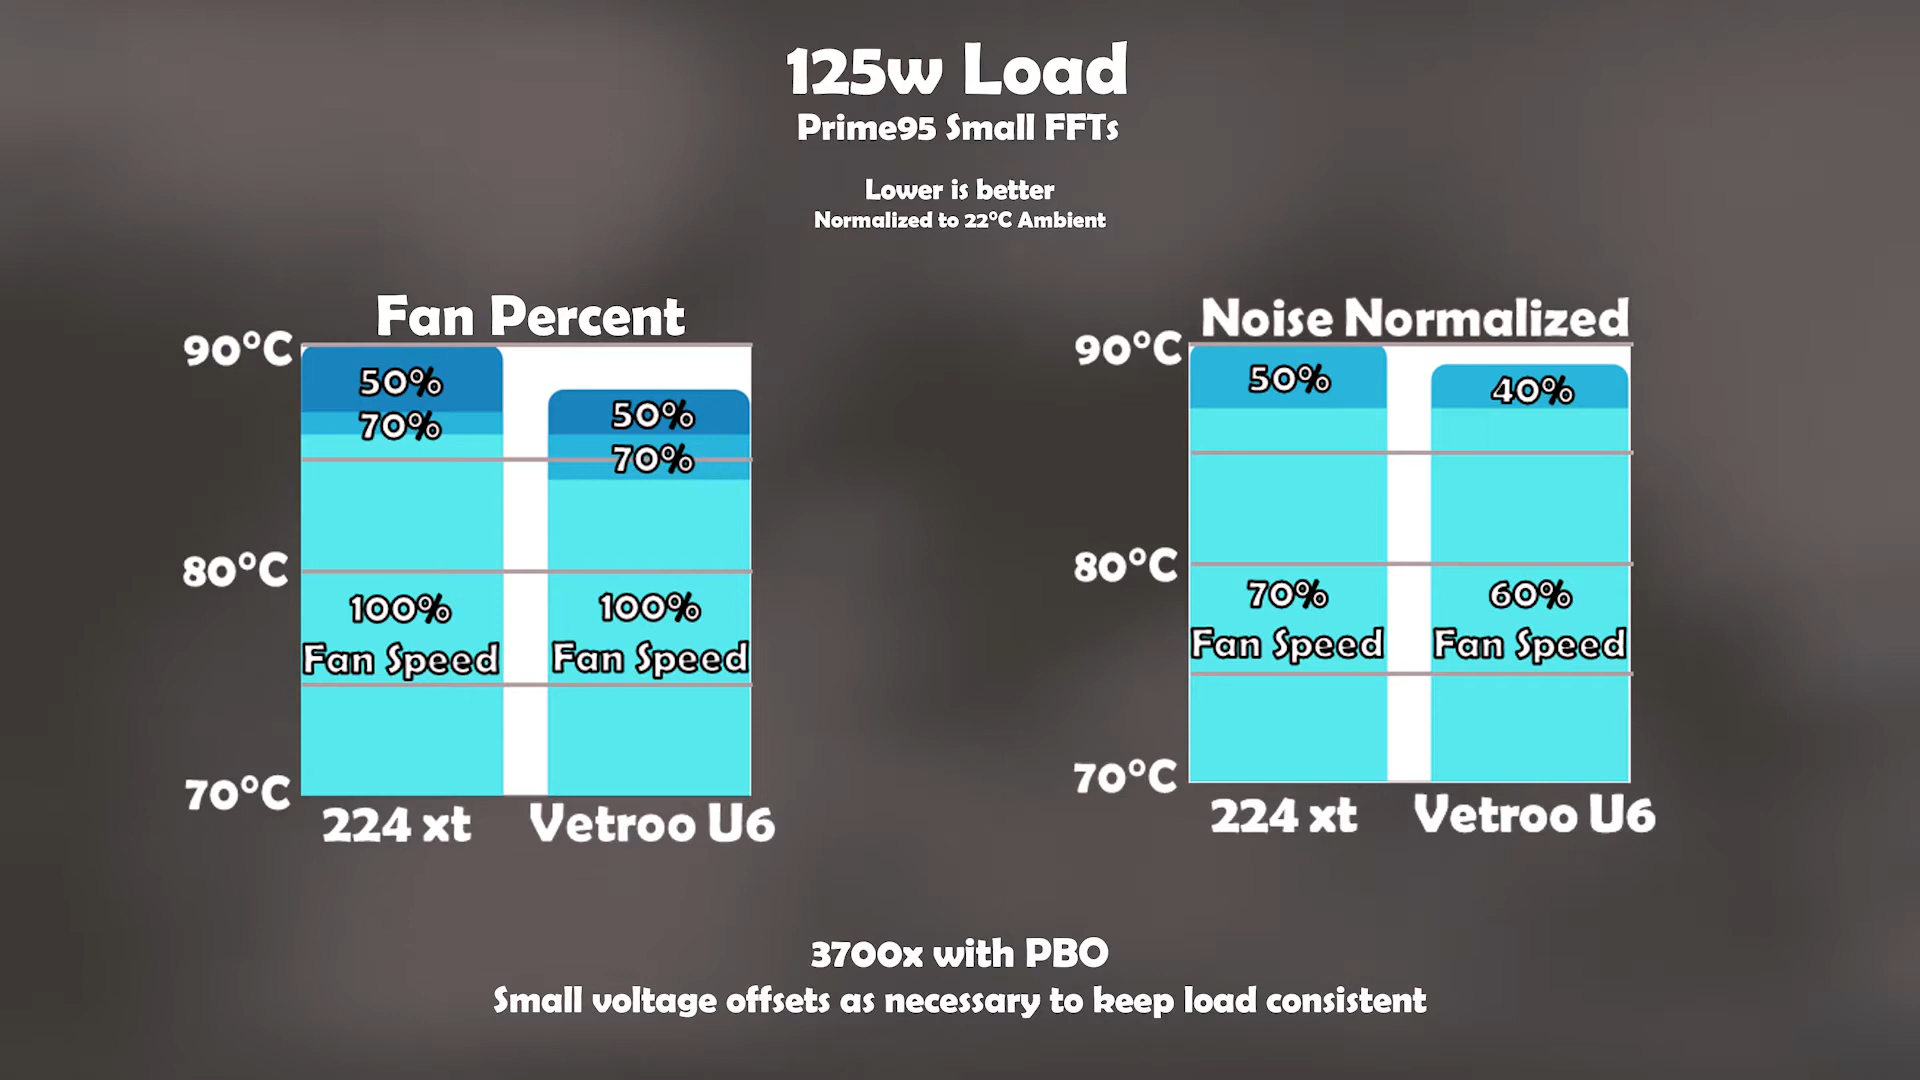 125w Load
Prime95 Small FFTs
Lower is better
Normalized to 22°C Ambient
Fan Percent
90°C
50%
70%
50%
70%
80°C
100%
Fan Speed
100%
Fan Speed
70°C
224 xt
Vetroo U6
Noise Normalized
90°C
50%
40%
80°C
70%
Fan Speed
60%
Fan Speed
70°C
224 xt
Vetroo U6
3700x with PBO
Small voltage offsets as necessary to keep load consistent